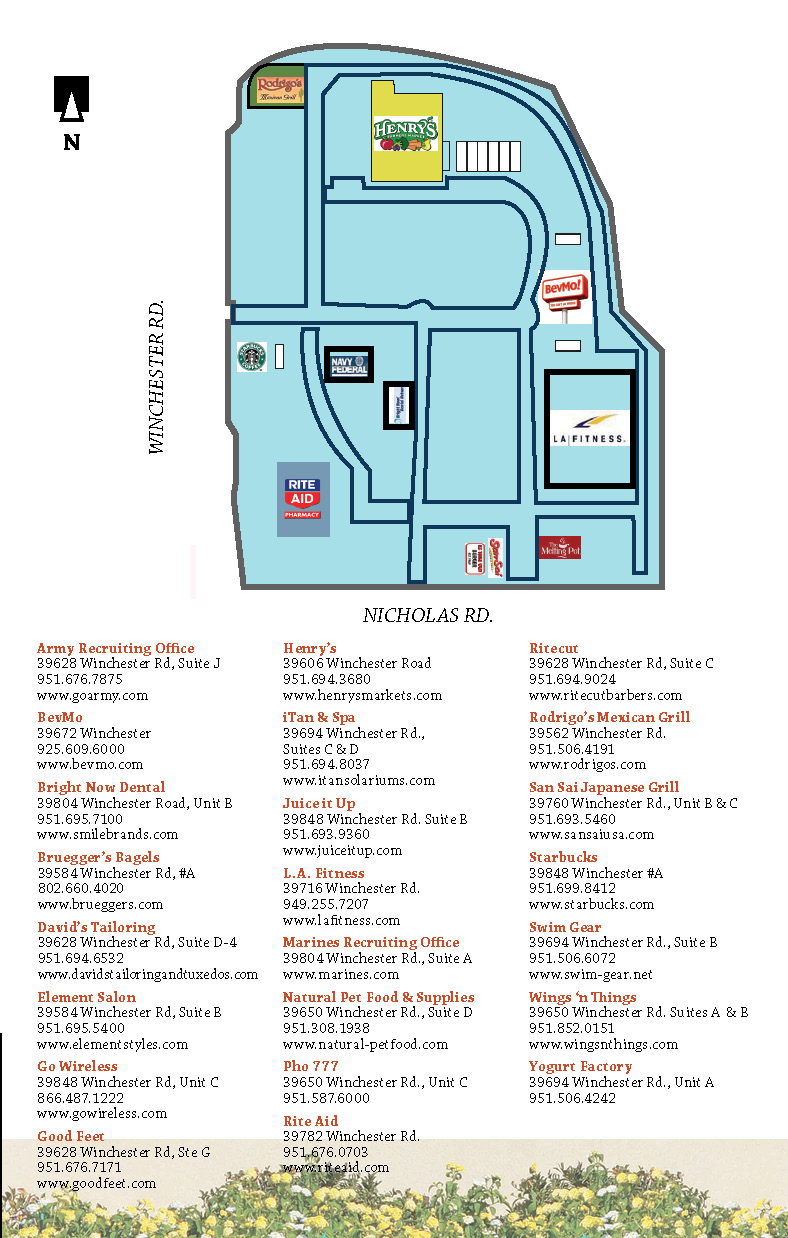 Rodrigo's
Mexican Grill
HENRY'S
FARMERS MARKET
N
BevMo!
WINCHESTER RD.
STARBUCKS
COFFEE
NAVY
FEDERAL
Bright Now!
Dental
LA FITNESS.
RITE
AID
PHARMACY
San Sai
The
Melting Pot
NICHOLAS RD.
Army Recruiting Office
39628 Winchester Rd, Suite J
951.676.7875
www.goarmy.com
BevMo
39672 Winchester
925.609.6000
www.bevmo.com
Bright Now Dental
39804 Winchester Road, Unit B
951.695.7100
www.smilebrands.com
Bruegger's Bagels
39584 Winchester Rd, #A
802.660.4020
www.brueggers.com
David's Tailoring
39628 Winchester Rd, Suite D-4
951.694.6532
www.davidstailoringandtuxedos.com
Element Salon
39584 Winchester Rd, Suite B
951.695.5400
www.elementstyles.com
Go Wireless
39848 Winchester Rd, Unit C
866.487.1222
www.gowireless.com
Good Feet
39628 Winchester Rd, Ste G
951.676.7171
www.goodfeet.com
Henry's
39606 Winchester Road
951.694.3680
www.henrysmarkets.com
iTan & Spa
39694 Winchester Rd.,
Suites C & D
951.694.8037
www.itansolariums.com
Juice it Up
39848 Winchester Rd. Suite B
951.693.9360
www.juiceitup.com
L.A. Fitness
39716 Winchester Rd.
949.255.7207
www.lafitness.com
Marines Recruiting Office
39804 Winchester Rd., Suite A
www.marines.com
Natural Pet Food & Supplies
39650 Winchester Rd., Suite D
951.308.1938
www.natural-petfood.com
Pho 777
39650 Winchester Rd., Unit C
951.587.6000
Rite Aid
39782 Winchester Rd.
951.676.0703
www.riteaid.com
Ritecut
39628 Winchester Rd, Suite C
951.694.9024
www.ritecutbarbers.com
Rodrigo's Mexican Grill
39562 Winchester Rd.
951.506.4191
www.rodrigos.com
San Sai Japanese Grill
39760 Winchester Rd., Unit B & C
951.693.5460
www.sansaiusa.com
Starbucks
39848 Winchester #A
951.699.8412
www.starbucks.com
Swim Gear
39694 Winchester Rd., Suite B
951.506.6072
www.swim-gear.net
Wings 'n Things
39650 Winchester Rd. Suites A & B
951.852.0151
www.wingsnthings.com
Yogurt Factory
39694 Winchester Rd., Unit A
951.506.4242